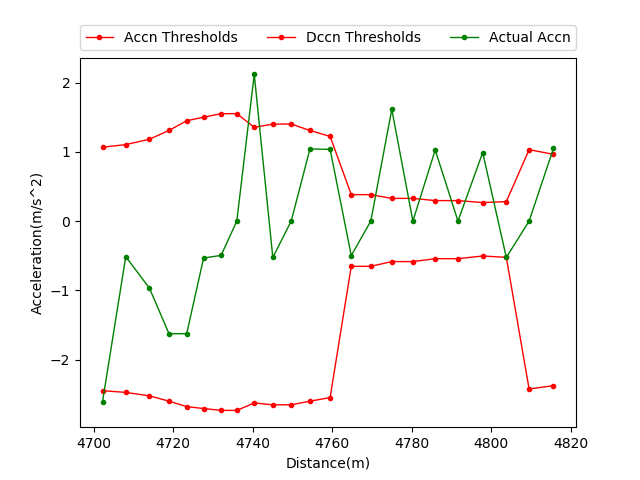 Accn Thresholds Dccn Thresholds Actual Accn
2
1
0
−1
−2
Acceleration(m/s^2)
4700 4720 4740 4760 4780 4800 4820
Distance(m)